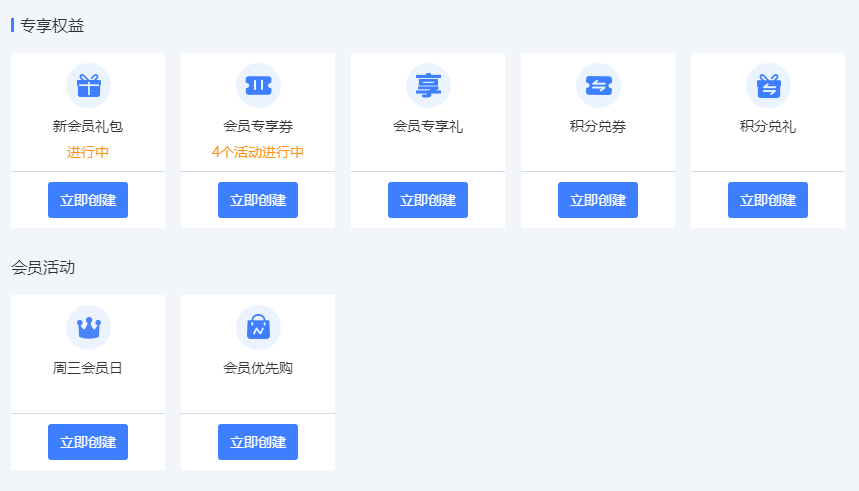 专享权益
新会员礼包
进行中
立即创建
会员专享券
4个活动进行中
立即创建
享
会员专享礼
立即创建
积分兑券
立即创建
积分兑礼
立即创建
会员活动
周三会员日
立即创建
会员优先购
立即创建